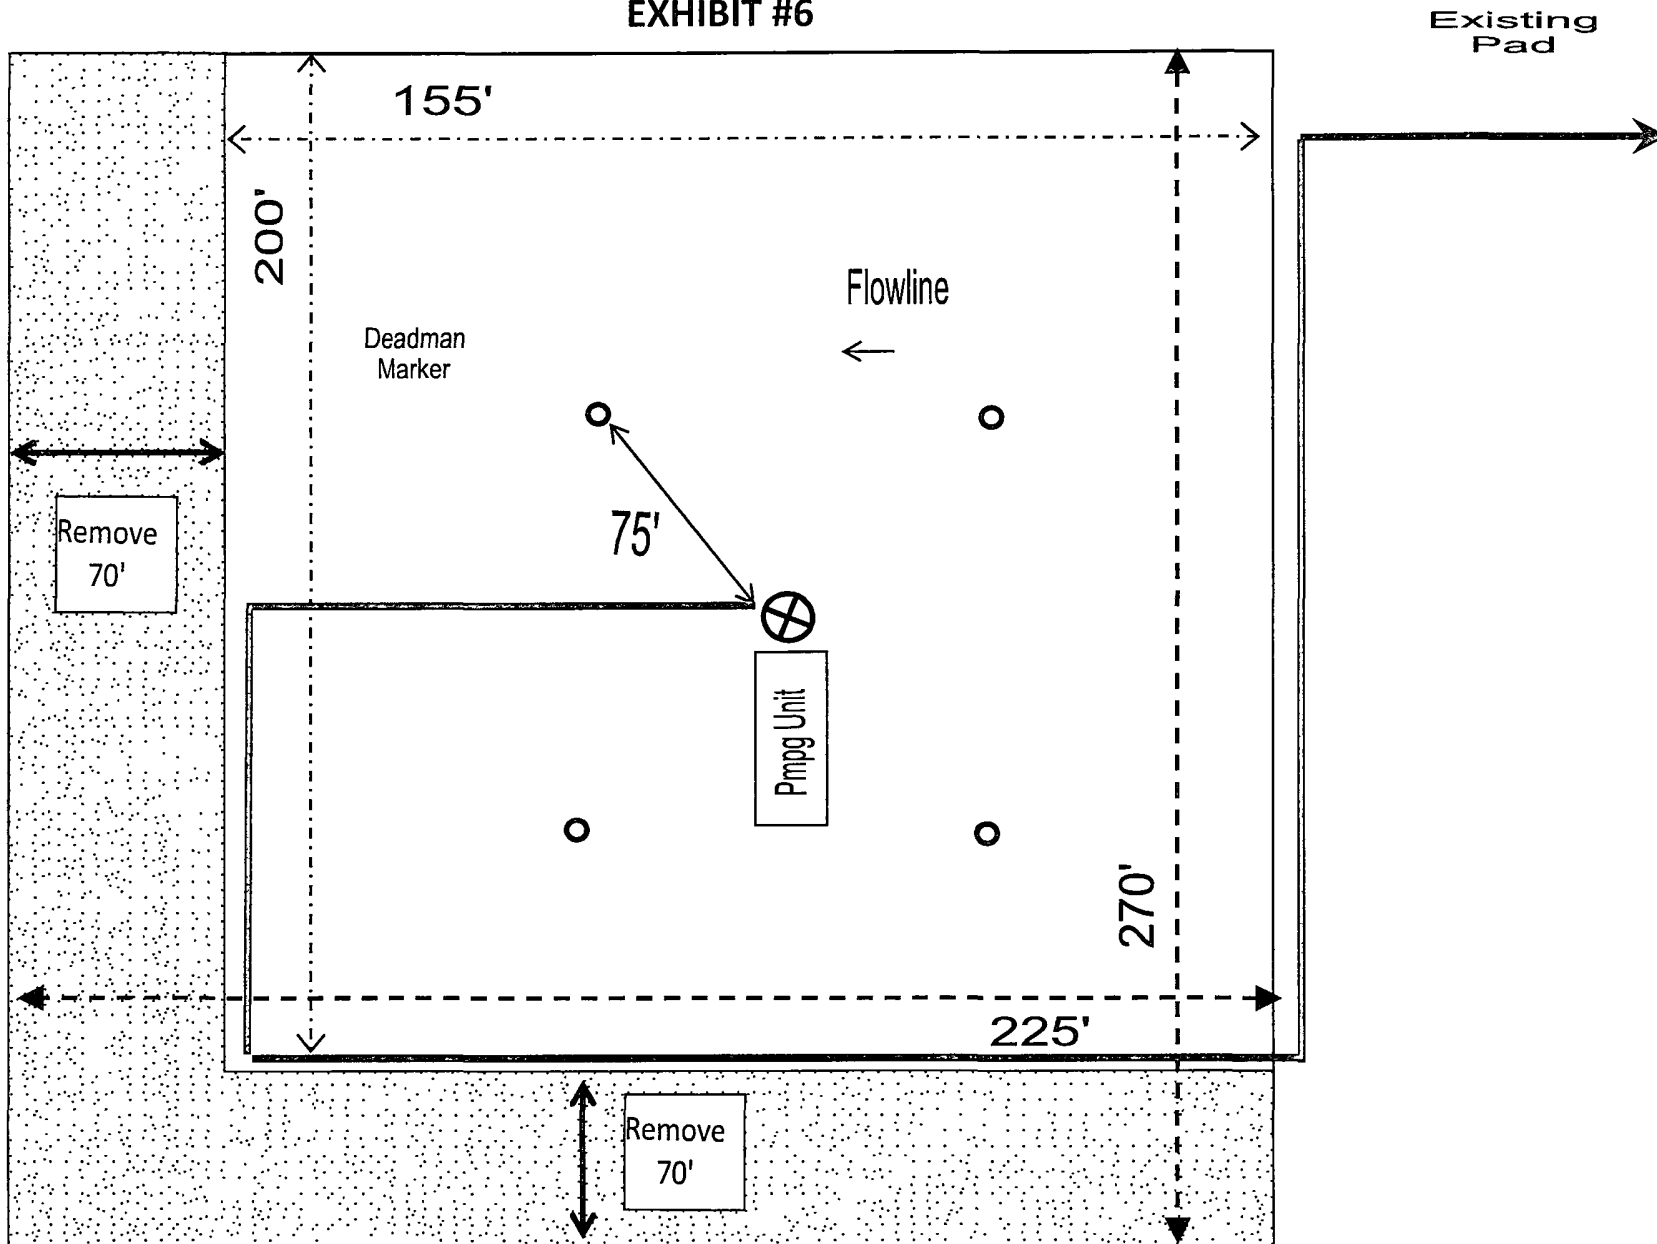 EXHIBIT #6
Existing
Pad
155'
200'
Flowline
Deadman
Marker
75'
Remove
70'
Pmpg Unit
270'
225'
Remove
70'